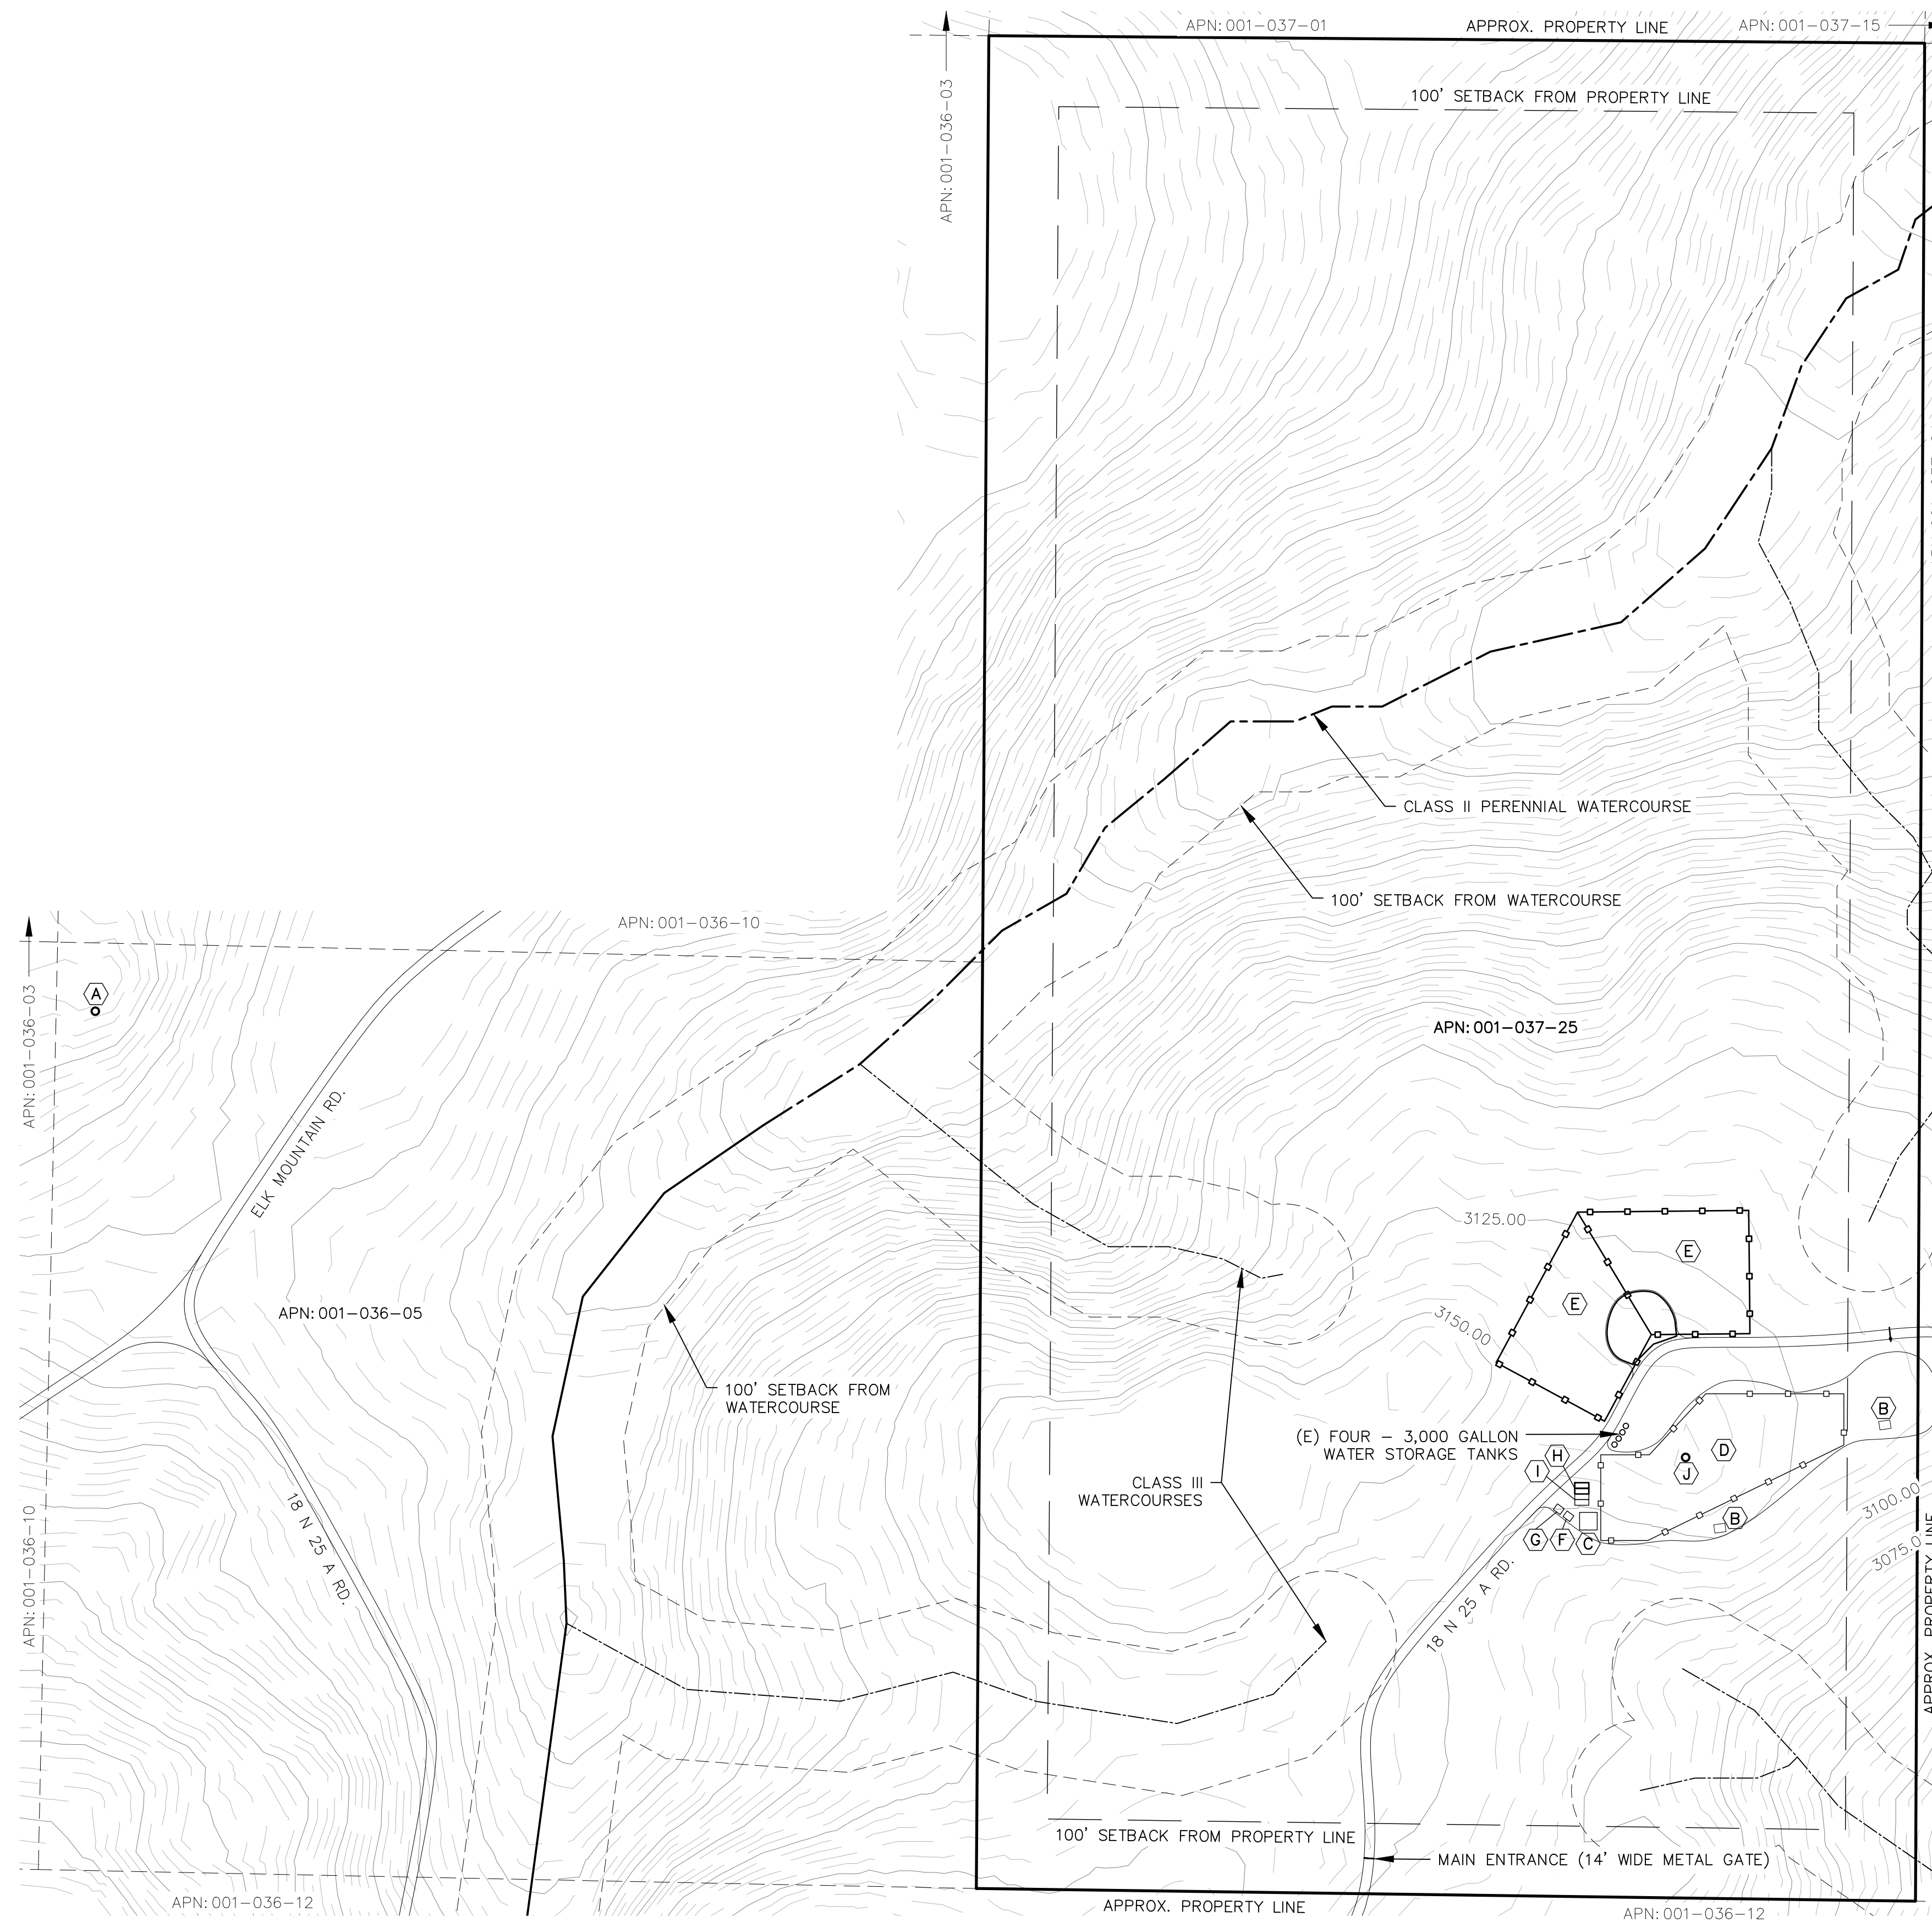 APN: 001-037-01
APPROX. PROPERTY LINE
APN: 001-037-15
APN: 001-036-03
100' SETBACK FROM PROPERTY LINE
CLASS II PERENNIAL WATERCOURSE
100' SETBACK FROM WATERCOURSE
APN: 001-036-10
A
APN: 001-036-03
APN: 001-037-25
ELK MOUNTAIN RD.
3125.00
E
E
APN: 001-036-05
3150.00
100' SETBACK FROM
WATERCOURSE
B
(E) FOUR - 3,000 GALLON
WATER STORAGE TANKS
D
H
I
J
CLASS III
WATERCOURSES
3100.00
B
G
F
C
3075.0
18 N 25 A RD.
APN: 001-036-10
18 N 25 A RD.
APPROX. PROPERTY LINE
100' SETBACK FROM PROPERTY LINE
MAIN ENTRANCE (14' WIDE METAL GATE)
APN: 001-036-12
APPROX. PROPERTY LINE
APN: 001-036-12